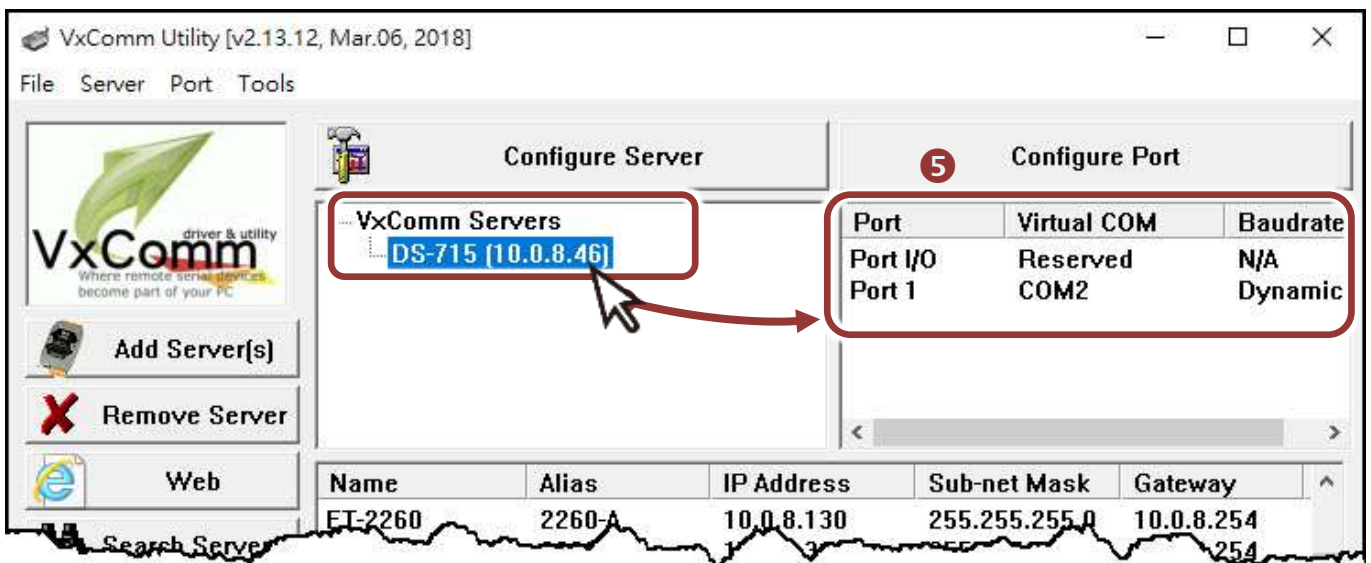 VxComm Utility [v2.13.12, Mar.06, 2018]
File Server Port Tools
VxComm
driver & utility
Where remote serial devices
become part of your PC
Configure Server
5 Configure Port
VxComm Servers
DS-715 (10.0.8.46)
Port Virtual COM Baudrate
Port I/O Reserved N/A
Port 1 COM2 Dynamic
Add Server(s)
Remove Server
Web
Search Server
Name Alias IP Address Sub-net Mask Gateway
ET-2260 2260-A 10.0.8.130 255.255.255.0 10.0.8.254
254